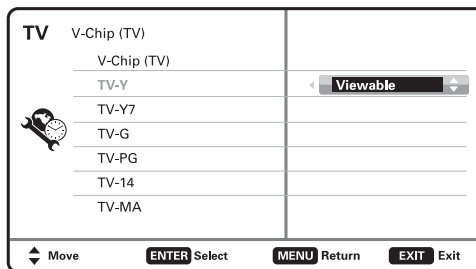 TV V-Chip (TV)
V-Chip (TV)
TV-Y Viewable
TV-Y7
TV-G
TV-PG
TV-14
TV-MA
Move ENTER Select MENU Return EXIT Exit